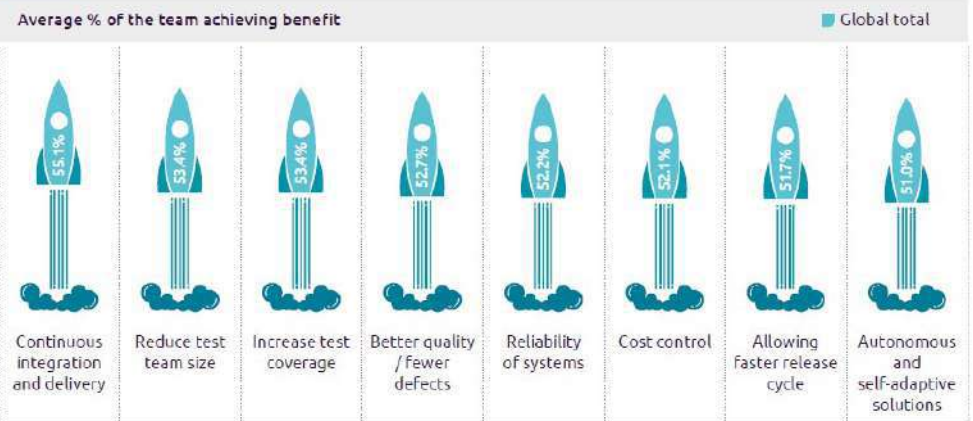 Average % of the team achieving benefit
Global total
55.1%
53.4%
53.4%
52.7%
52.2%
52.1%
51.7%
51.0%
Continuous
integration
and delivery
Reduce test
team size
Increase test
coverage
Better quality
/ fewer
defects
Reliability
of systems
Cost control
Allowing
faster release
cycle
Autonomous
and
self-adaptive
solutions